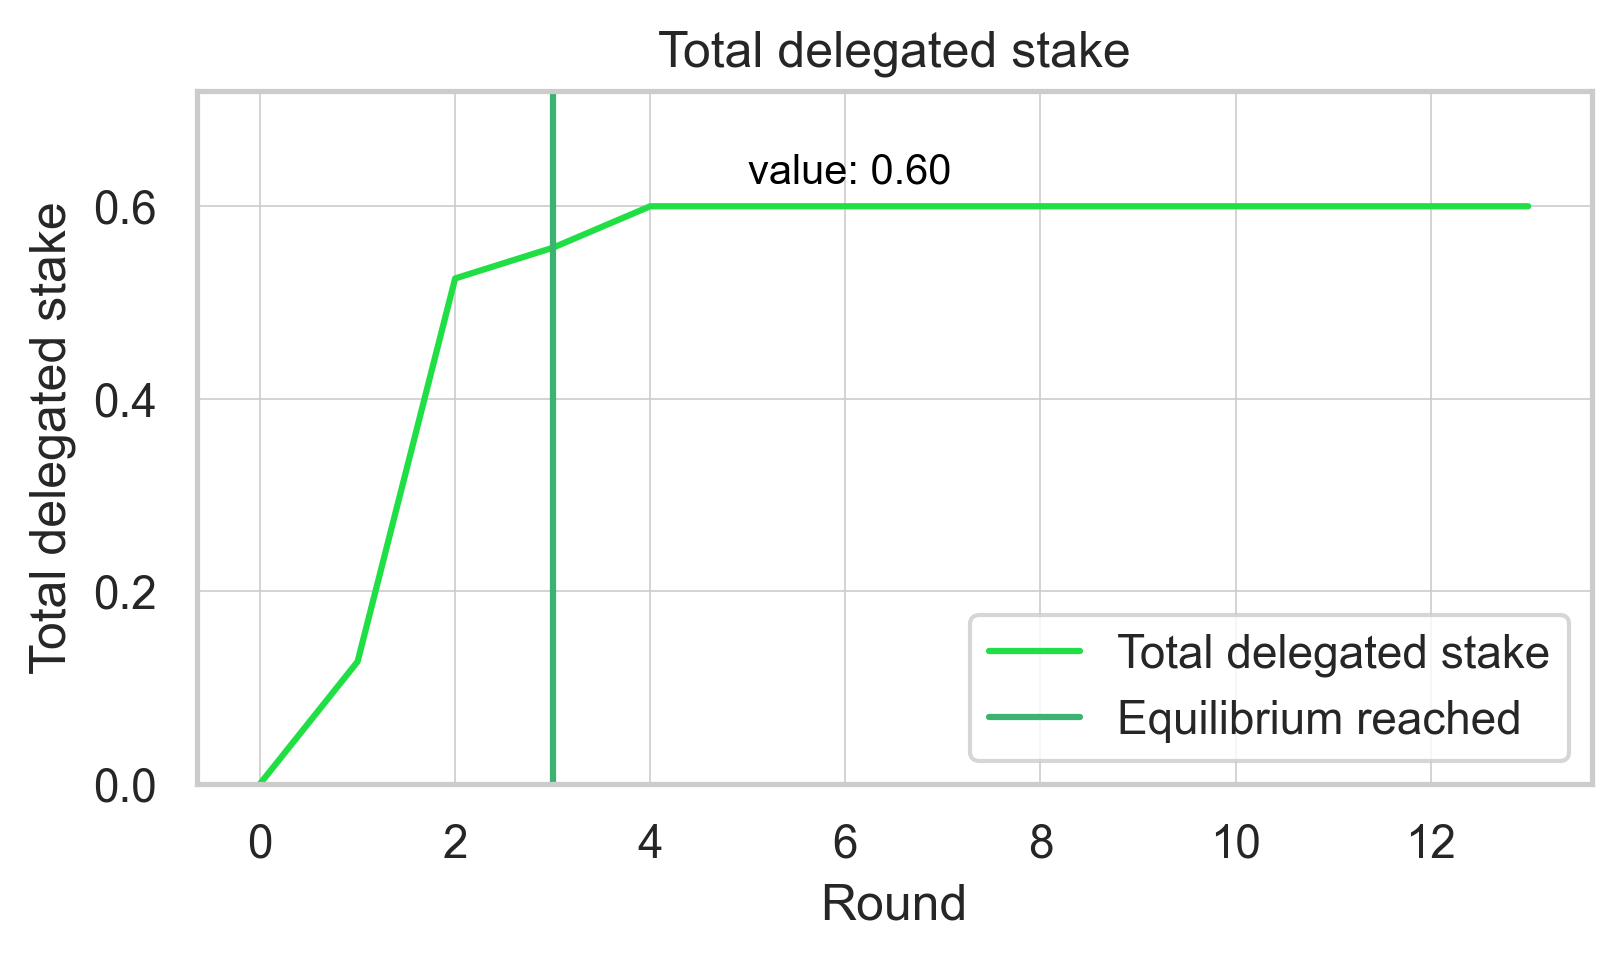 Total delegated stake
value: 0.60
Total delegated stake
0.6
0.4
0.2
0.0
Total delegated stake
Equilibrium reached
0 2 4 6 8 10 12
Round